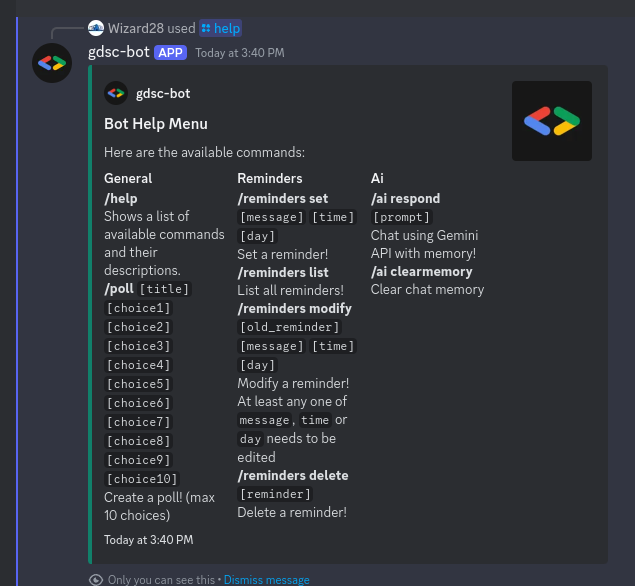 Wizard28 used help
gdsc-bot APP Today at 3:40 PM
gdsc-bot
Bot Help Menu
Here are the available commands:
General
/help
Shows a list of
available commands
and their
descriptions.
/poll [title]
[choice1]
[choice2]
[choice3]
[choice4]
[choice5]
[choice6]
[choice7]
[choice8]
[choice9]
[choice10]
Create a poll! (max
10 choices)
Reminders
/reminders set
[message] [time]
[day]
Set a reminder!
/reminders list
List all reminders!
/reminders modify
[old_reminder]
[message] [time]
[day]
Modify a reminder!
At least any one of
message, time or
day needs to be
edited
/reminders delete
[reminder]
Delete a reminder!
Ai
/ai respond
[prompt]
Chat using Gemini
API with memory!
/ai clearmemory
Clear chat memory
Today at 3:40 PM
Only you can see this • Dismiss message